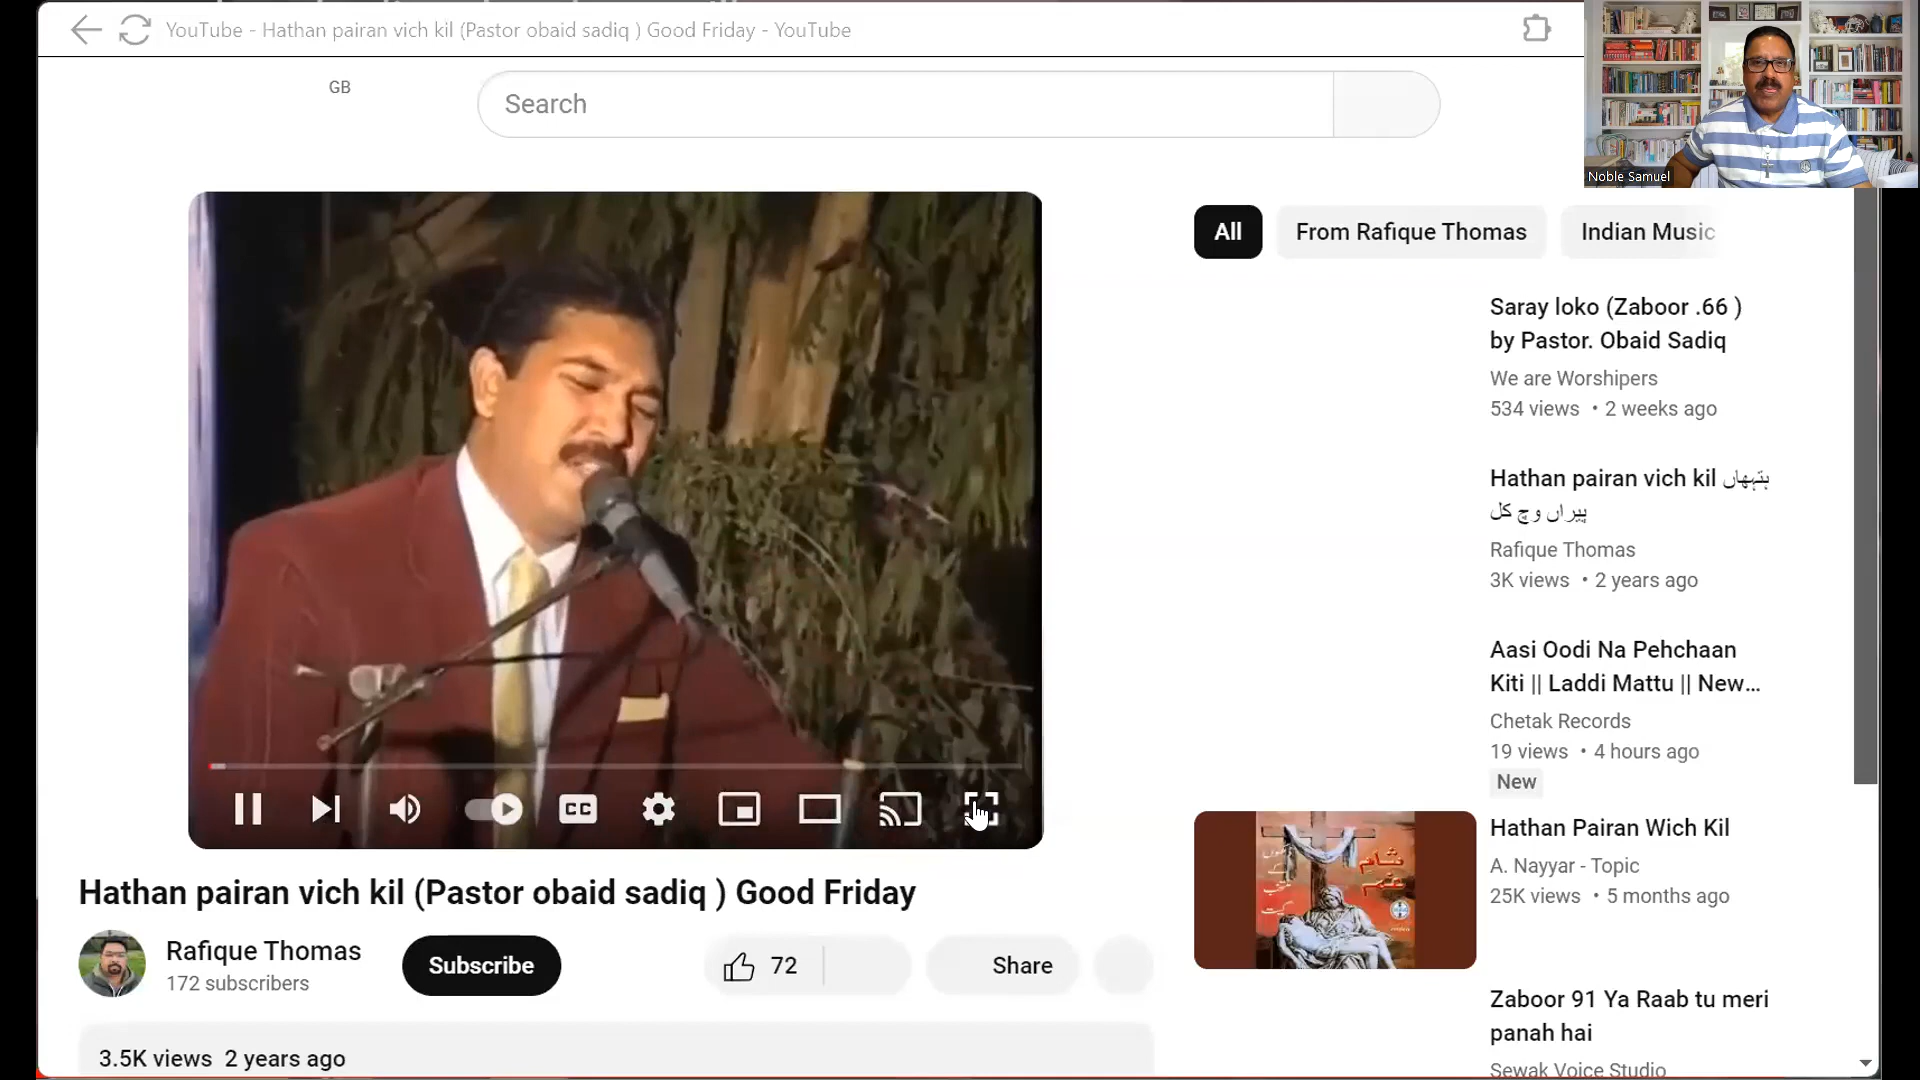 YouTube - Hathan pairan vich kil (Pastor obaid sadiq ) Good Friday - YouTube
GB
Search
Noble Samuel
All
From Rafique Thomas
Indian Music
CC
Hathan pairan vich kil (Pastor obaid sadiq ) Good Friday
Rafique Thomas
172 subscribers
Subscribe
72
Share
3.5K views 2 years ago
Saray loko (Zaboor .66 )
by Pastor. Obaid Sadiq
We are Worshipers
534 views • 2 weeks ago
Hathan pairan vich kil ہتھاں
پیراں وچ کل
Rafique Thomas
3K views • 2 years ago
Aasi Oodi Na Pehchaan
Kiti || Laddi Mattu || New...
Chetak Records
19 views • 4 hours ago
New
شامِ
غم
Hathan Pairan Wich Kil
A. Nayyar - Topic
25K views • 5 months ago
Zaboor 91 Ya Raab tu meri
panah hai
Sewak Voice Studio